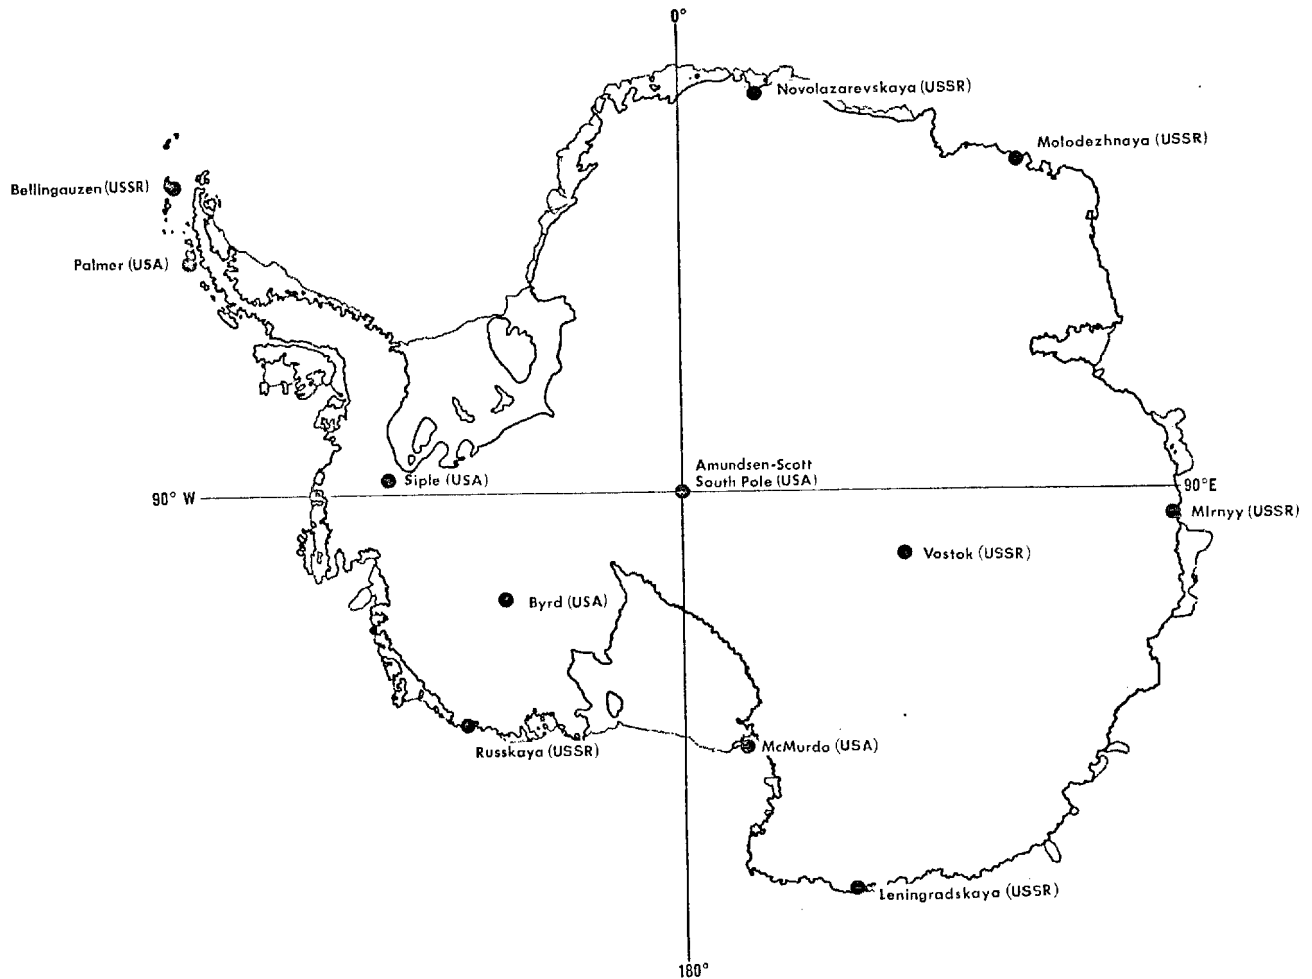 0°
Novolazarevskaya (USSR)
Molodezhnaya (USSR)
Bellingauzen (USSR)
Palmer (USA)
Amundsen-Scott
South Pole (USA)
Siple (USA)
90° W
90°E
Mirnyy (USSR)
Vostok (USSR)
Byrd (USA)
Russkaya (USSR)
McMurdo (USA)
Leningradskaya (USSR)
180°